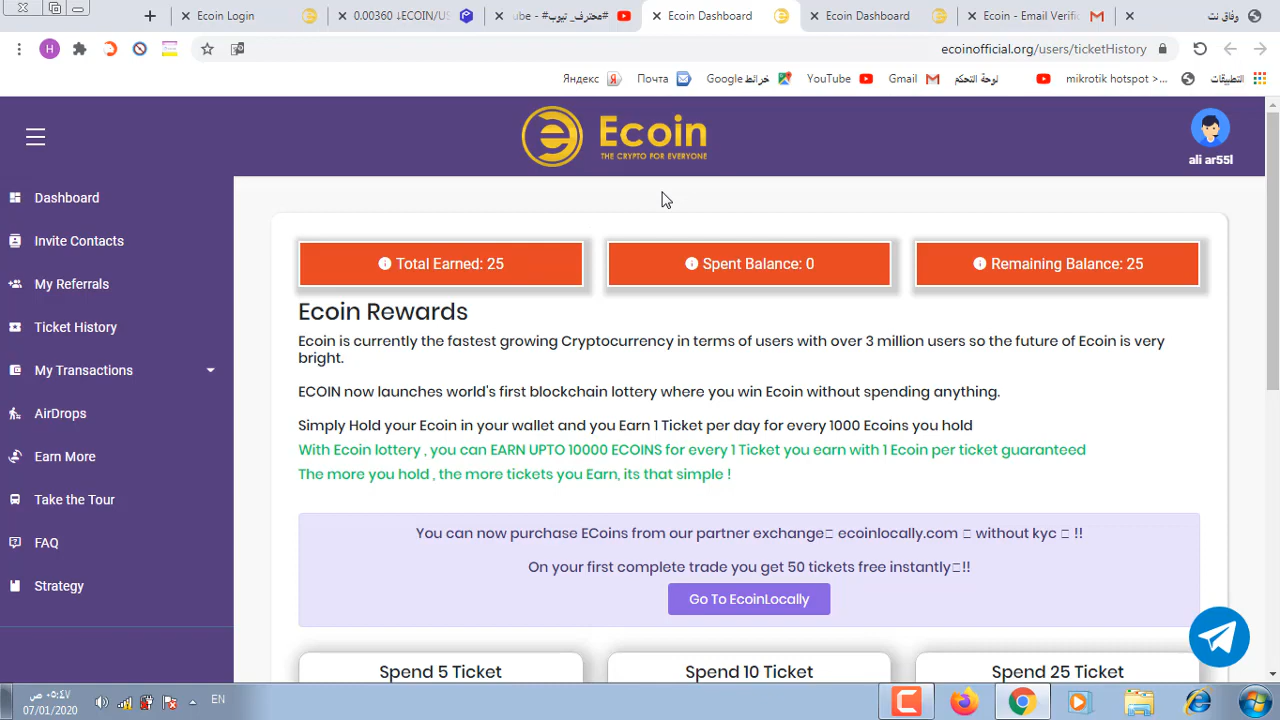 Ecoin Login
00360 ↓ECOIN/US
#محترف_تيوب# - ube
Ecoin Dashboard
Ecoin Dashboard
Ecoin - Email Verific
وفاق نت
H
ecoinofficial.org/users/ticketHistory
Яндекс
Почта
خرائط Google
YouTube
Gmail
لوحة التحكم
mikrotik hotspot >...
التطبيقات
Ecoin
THE CRYPTO FOR EVERYONE
ali ar55l
Dashboard
Invite Contacts
My Referrals
Ticket History
My Transactions
AirDrops
Earn More
Take the Tour
FAQ
Strategy
Total Earned: 25
Spent Balance: 0
Remaining Balance: 25
Ecoin Rewards
Ecoin is currently the fastest growing Cryptocurrency in terms of users with over 3 million users so the future of Ecoin is very
bright.
ECOIN now launches world's first blockchain lottery where you win Ecoin without spending anything.
Simply Hold your Ecoin in your wallet and you Earn 1 Ticket per day for every 1000 Ecoins you hold
With Ecoin lottery , you can EARN UPTO 10000 ECOINS for every 1 Ticket you earn with 1 Ecoin per ticket guaranteed
The more you hold , the more tickets you Earn, its that simple !
You can now purchase ECoins from our partner exchange ecoinlocally.com without kyc !!
On your first complete trade you get 50 tickets free instantly !!
Go To EcoinLocally
Spend 5 Ticket
Spend 10 Ticket
Spend 25 Ticket
EN
٠٥:٤٧ ص
07/01/2020